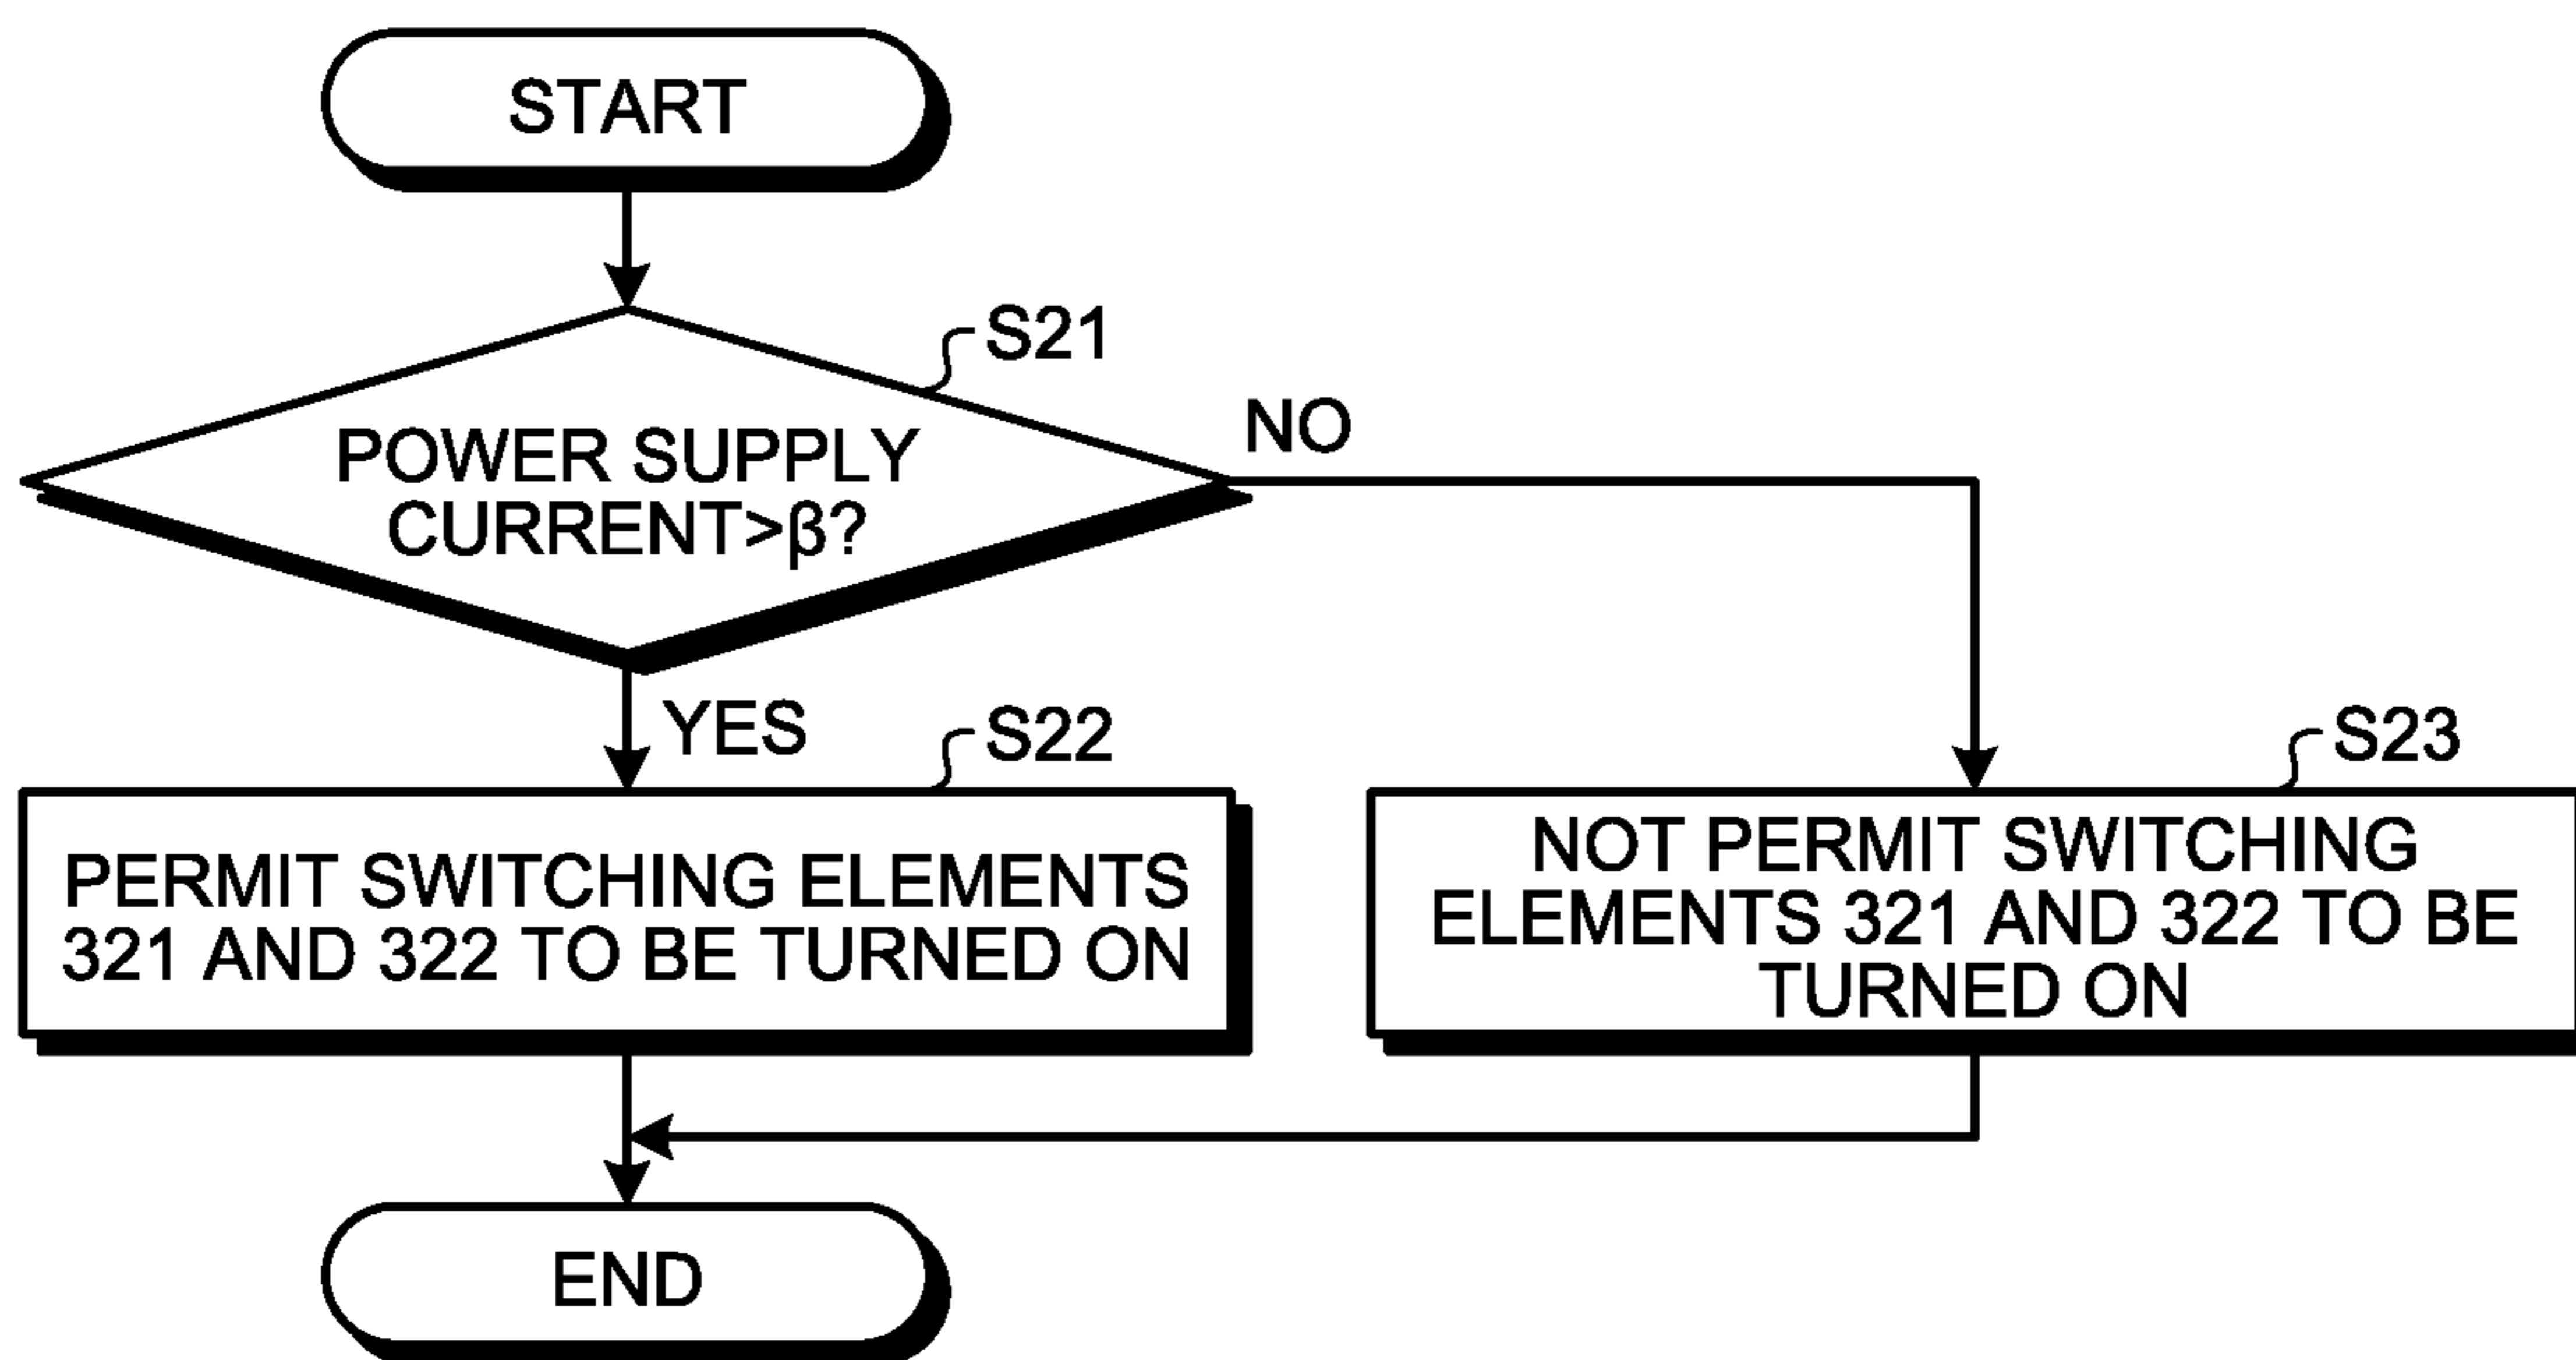 START
S21
POWER SUPPLY
CURRENT>β?
NO
YES
S22
S23
PERMIT SWITCHING ELEMENTS
321 AND 322 TO BE TURNED ON
NOT PERMIT SWITCHING
ELEMENTS 321 AND 322 TO BE
TURNED ON
END